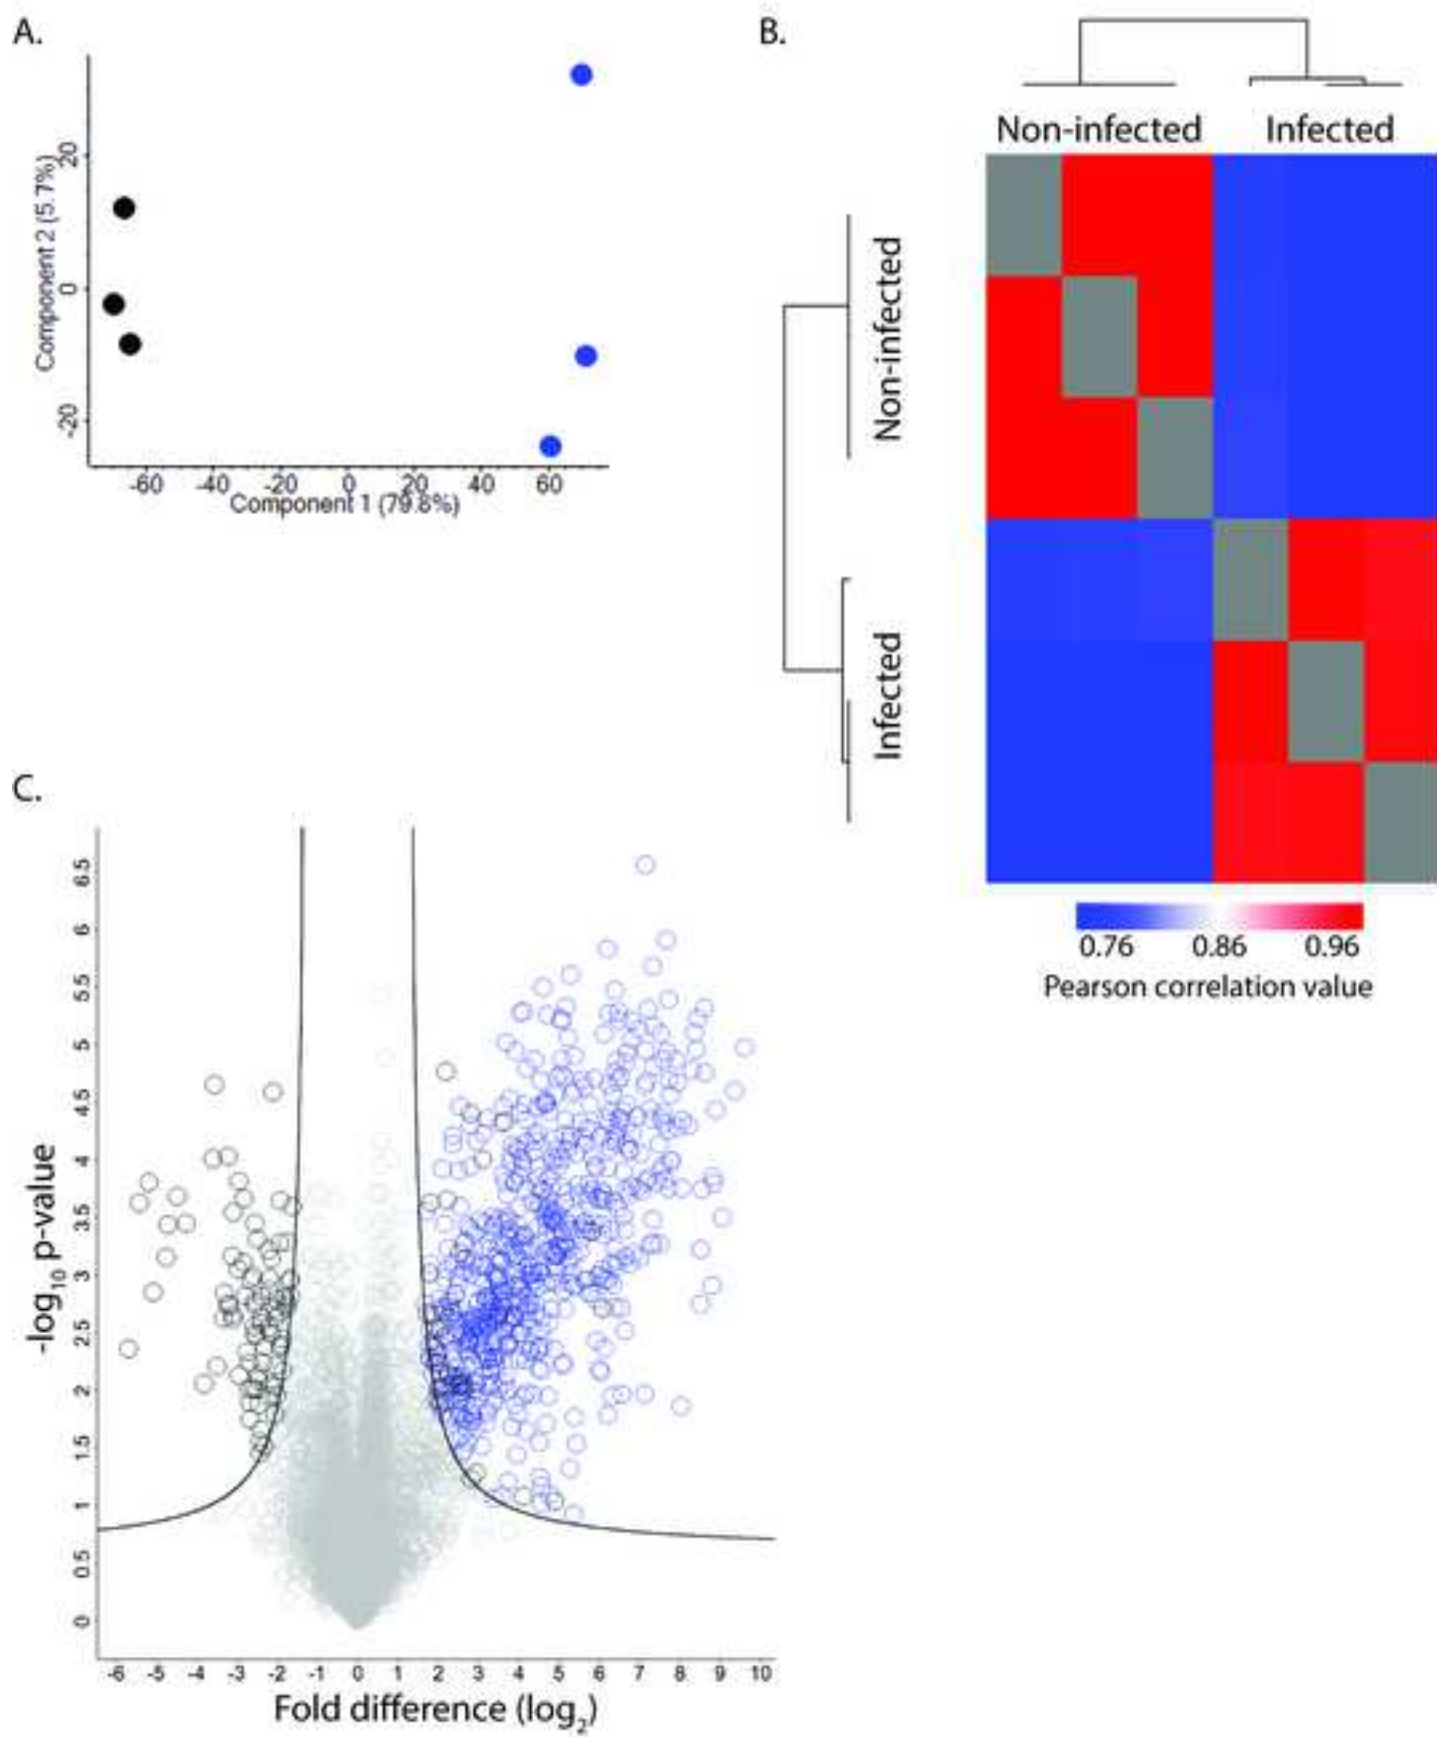 A.
Component 2 (5.7%)
20
0
-20
-60 -40 -20 0 20 40 60
Component 1 (79.8%)
B.
Non-infected Infected
Non-infected
Infected
0.76 0.86 0.96
Pearson correlation value
C.
-log10 p-value
6.5
6
5.5
5
4.5
4
3.5
3
2.5
2
1.5
1
0.5
0
-6 -5 -4 -3 -2 -1 0 1 2 3 4 5 6 7 8 9 10
Fold difference (log2)